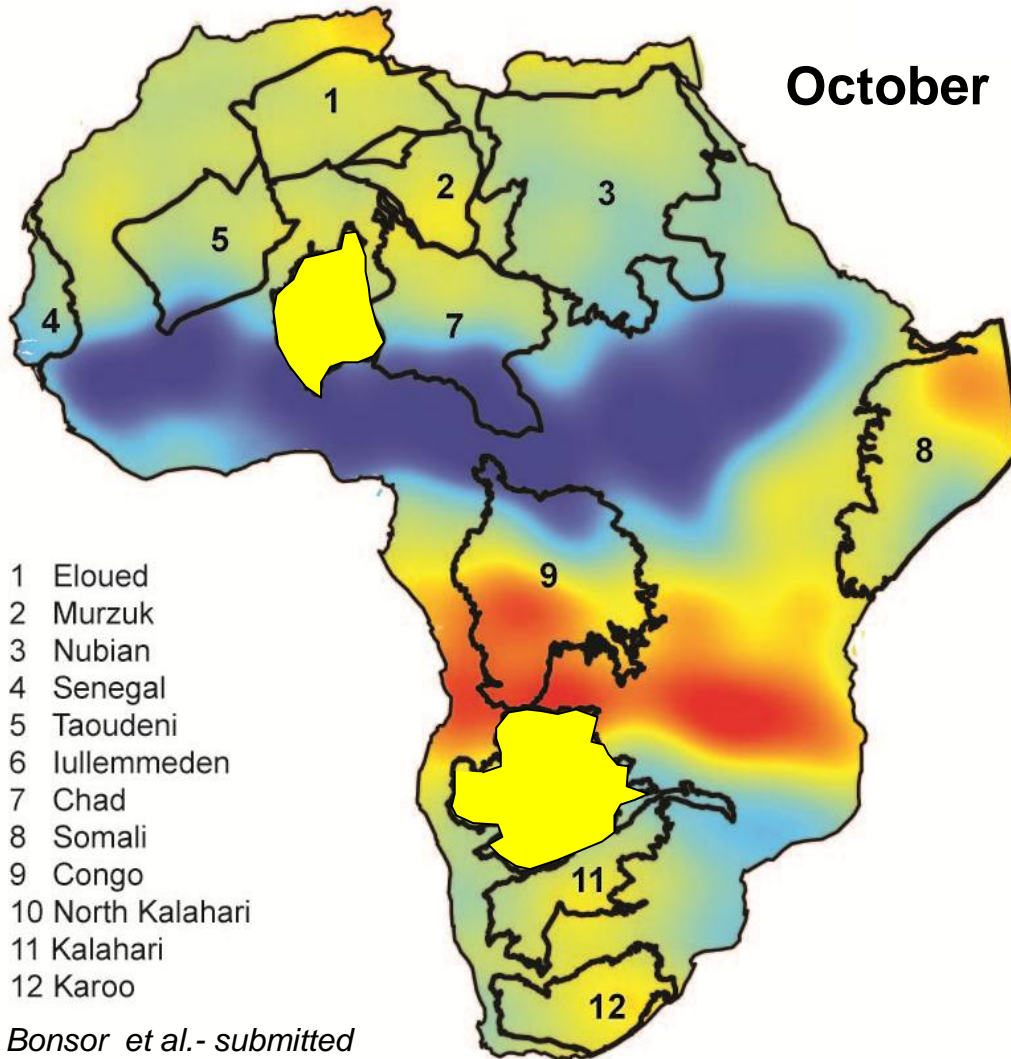 October
1
2
3
5
4
7
8
9
11
12
1 Eloued
2 Murzuk
3 Nubian
4 Senegal
5 Taoudeni
6 Iullemmeden
7 Chad
8 Somali
9 Congo
10 North Kalahari
11 Kalahari
12 Karoo
Bonsor et al.- submitted